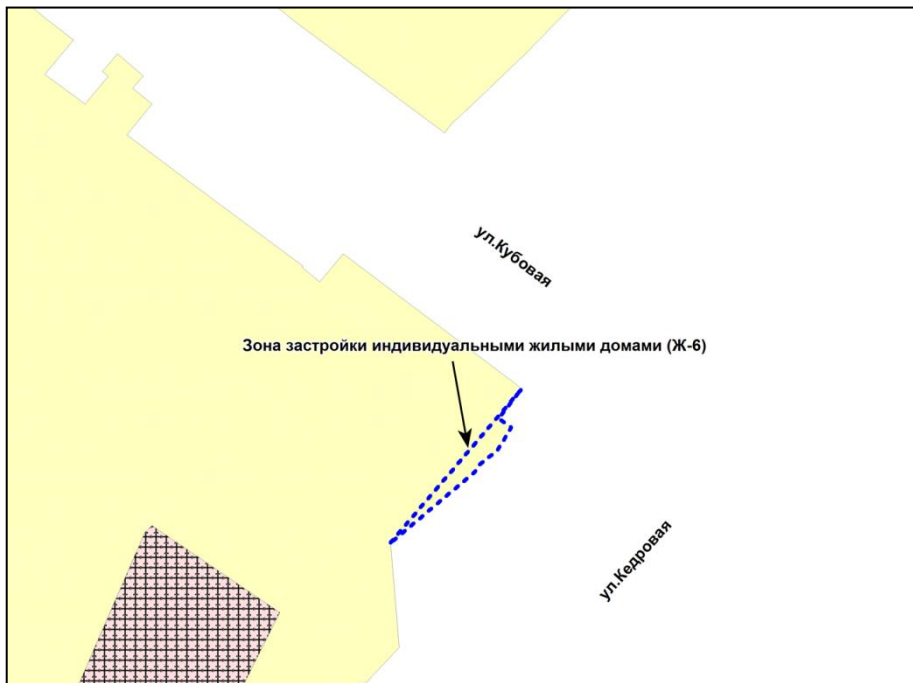 ул.Кубовая
Зона застройки индивидуальными жилыми домами (Ж-6)
ул.Кедровая